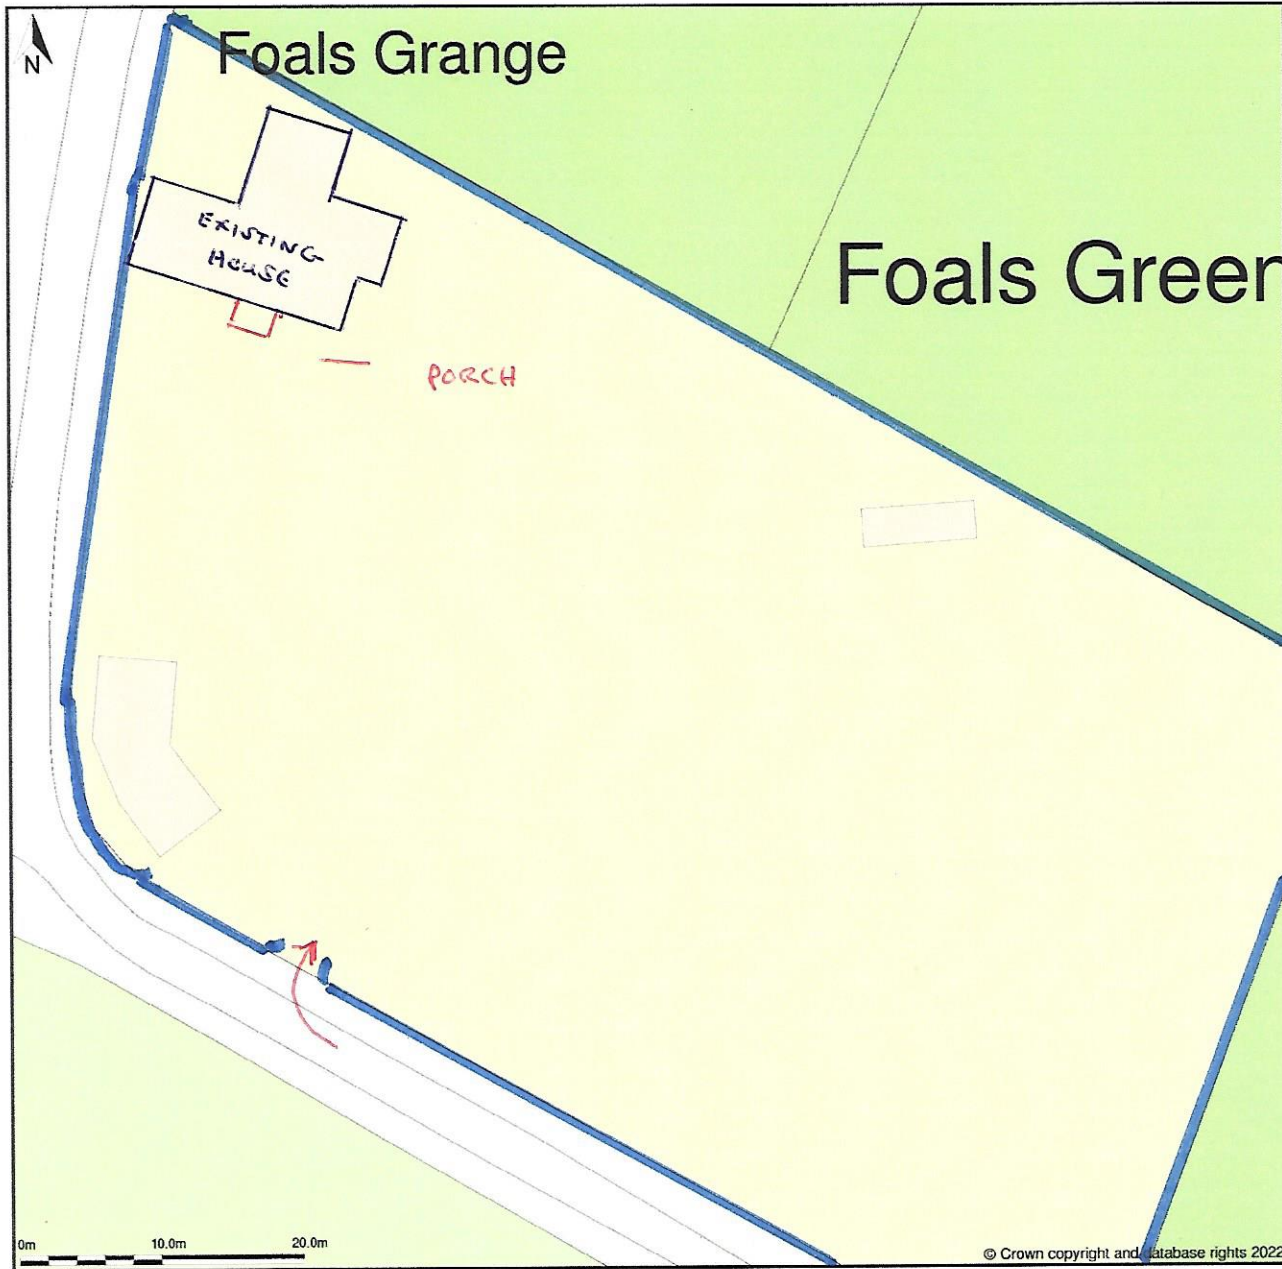 N
Foals Grange
EXISTING
HOUSE
Foals Green
PORCH
0m
10.0m
20.0m
© Crown copyright and database rights 2022